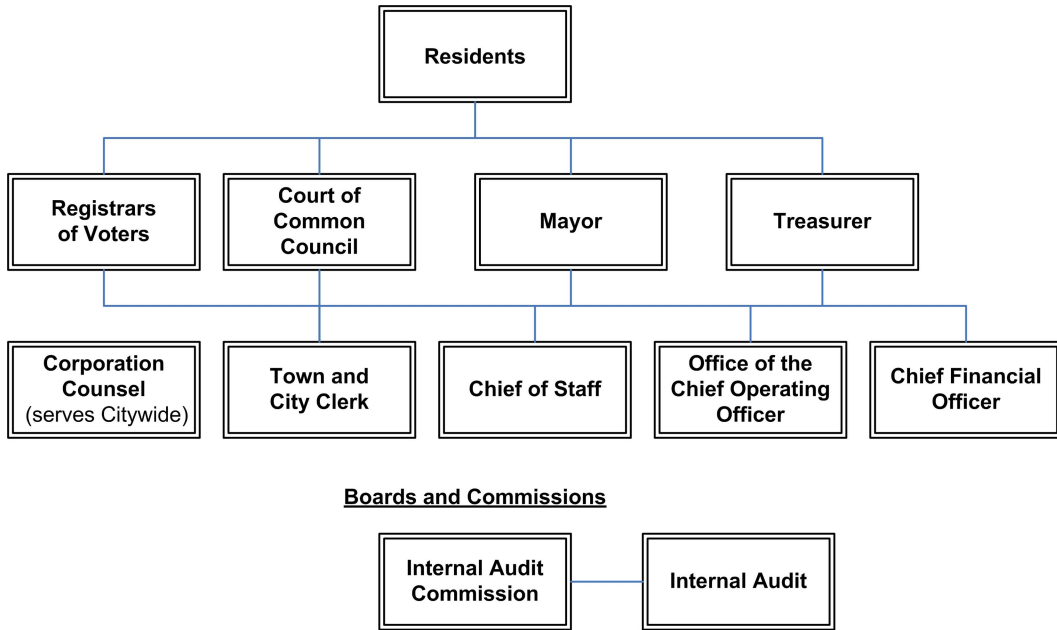 Residents
Registrars
of Voters
Court of
Common
Council
Mayor
Treasurer
Corporation
Counsel
(serves Citywide)
Town and
City Clerk
Chief of Staff
Office of the
Chief Operating
Officer
Chief Financial
Officer
Boards and Commissions
Internal Audit
Commission
Internal Audit